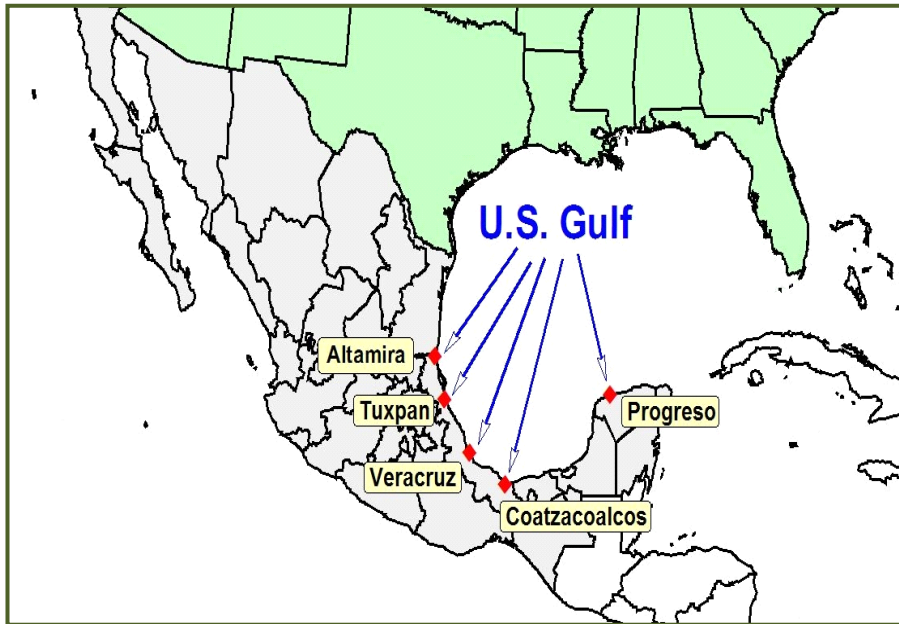 U.S. Gulf
Altamira
Tuxpan
Progreso
Veracruz
Coatzacoalcos